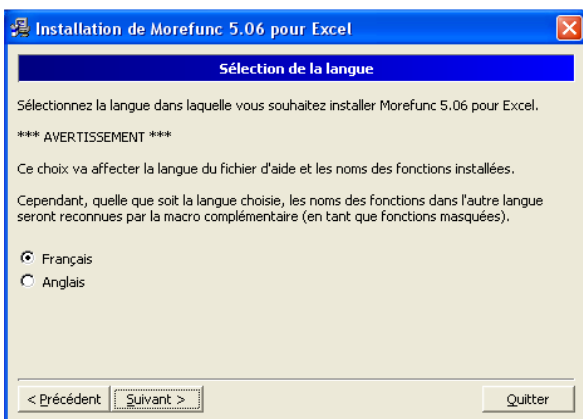 Installation de Morefunc 5.06 pour Excel
Sélection de la langue
Sélectionnez la langue dans laquelle vous souhaitez installer Morefunc 5.06 pour Excel.
*** AVERTISSEMENT ***
Ce choix va affecter la langue du fichier d'aide et les noms des fonctions installées.
Cependant, quelle que soit la langue choisie, les noms des fonctions dans l'autre langue
seront reconnues par la macro complémentaire (en tant que fonctions masquées).
Français
Anglais
< Précédent Suivant > Quitter